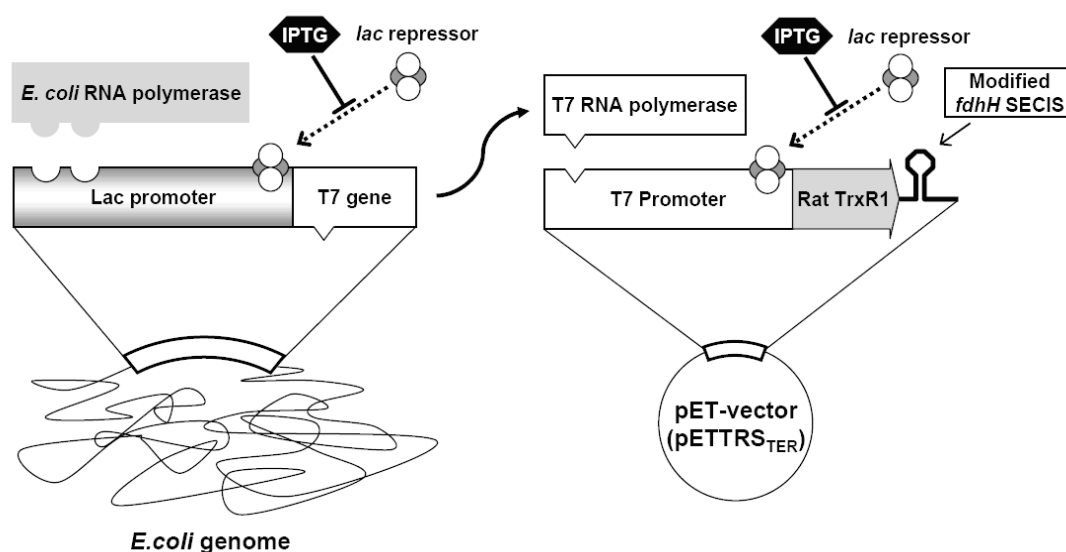 IPTG
lac repressor
E. coli RNA polymerase
Lac promoter
T7 gene
E.coli genome
IPTG
lac repressor
Modified
fdhH SECIS
T7 RNA polymerase
T7 Promoter
Rat TrxR1
pET-vector
(pETTRSTER)